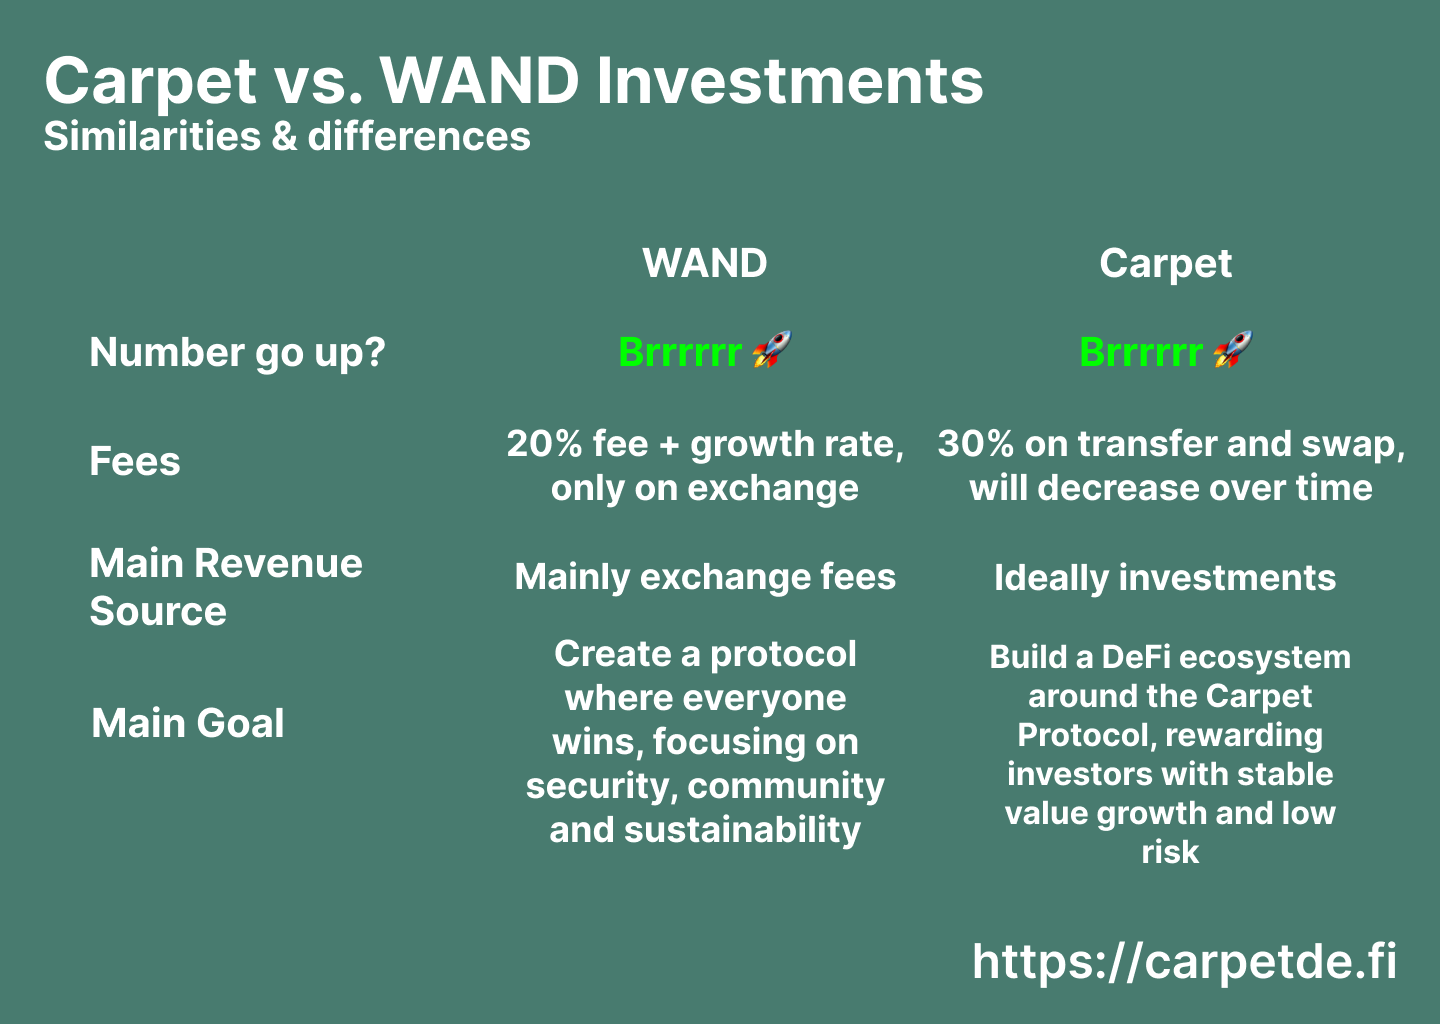 Carpet vs. WAND Investments
Similarities & differences
WAND
Carpet
Number go up?
Brrrrrr 🚀
Brrrrrr 🚀
Fees
20% fee + growth rate,
only on exchange
30% on transfer and swap,
will decrease over time
Main Revenue
Source
Mainly exchange fees
Ideally investments
Main Goal
Create a protocol
where everyone
wins, focusing on
security, community
and sustainability
Build a DeFi ecosystem
around the Carpet
Protocol, rewarding
investors with stable
value growth and low
risk
https://carpetde.fi